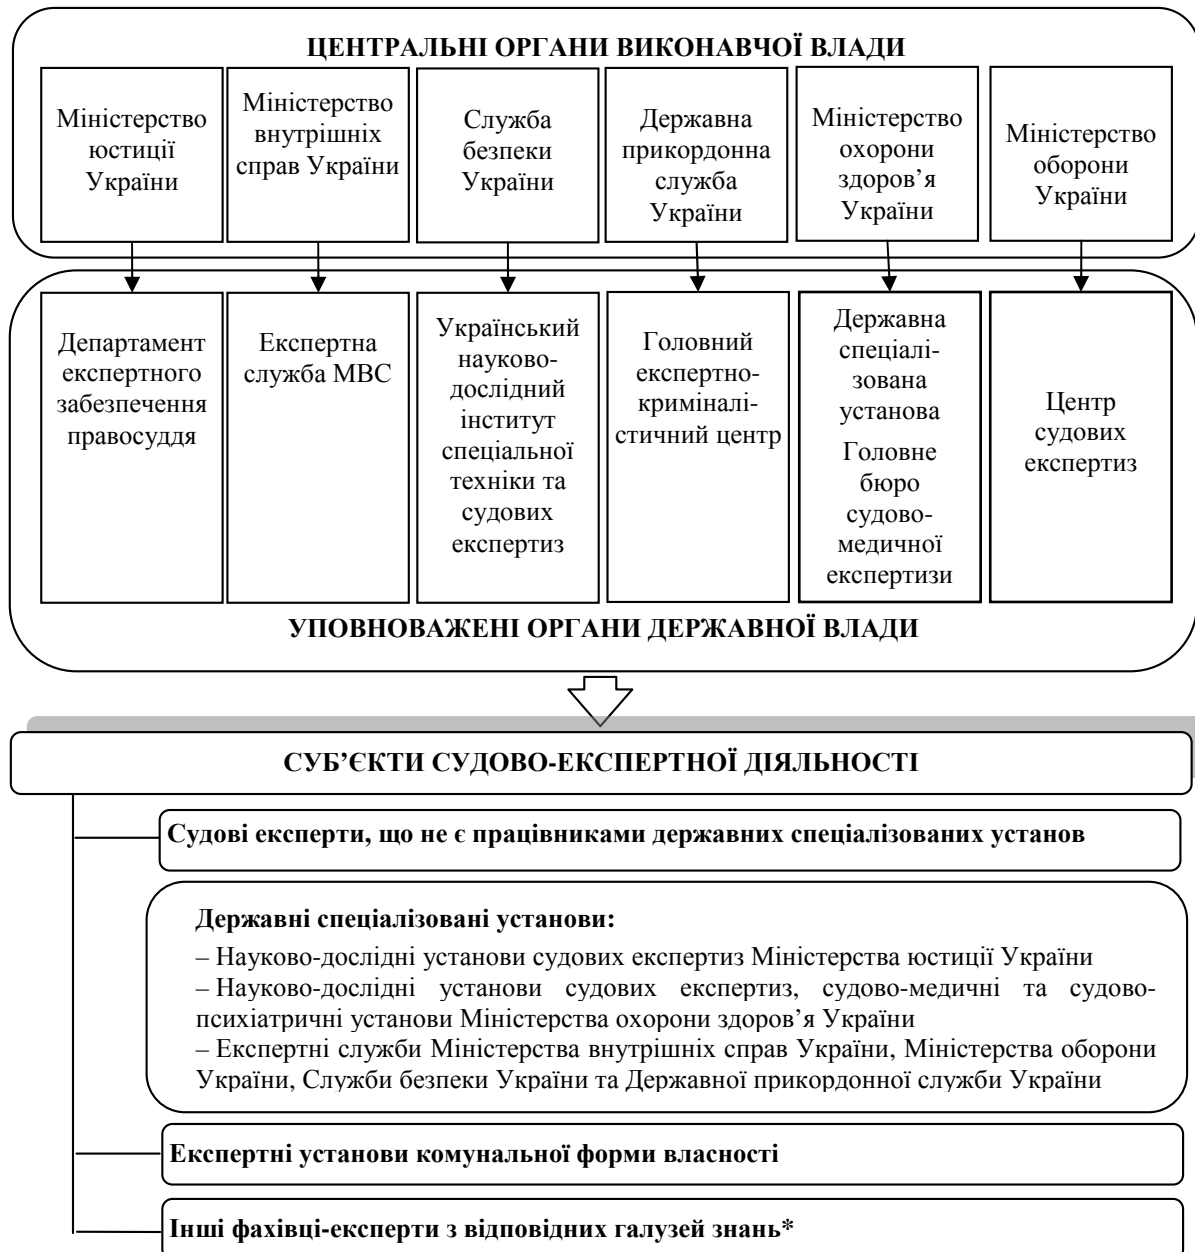 ЦЕНТРАЛЬНІ ОРГАНИ ВИКОНАВЧОЇ ВЛАДИ
Міністерство
юстиції
України
Міністерство
внутрішніх
справ України
Служба
безпеки
України
Державна
прикордонна
служба
України
Міністерство
охорони
здоров’я
України
Міністерство
оборони
України
Департамент
експертного
забезпечення
правосуддя
Експертна
служба МВС
Український
науково-
дослідний
інститут
спеціальної
техніки та
судових
експертиз
Головний
експертно-
криміналі-
стичний центр
Державна
спеціалі-
зована
установа
Головне
бюро
судово-
медичної
експертизи
Центр
судових
експертиз
УПОВНОВАЖЕНІ ОРГАНИ ДЕРЖАВНОЇ ВЛАДИ
СУБ’ЄКТИ СУДОВО-ЕКСПЕРТНОЇ ДІЯЛЬНОСТІ
Судові експерти, що не є працівниками державних спеціалізованих установ
Державні спеціалізовані установи:
– Науково-дослідні установи судових експертиз Міністерства юстиції України
– Науково-дослідні установи судових експертиз, судово-медичні та судово-
психіатричні установи Міністерства охорони здоров’я України
– Експертні служби Міністерства внутрішніх справ України, Міністерства оборони
України, Служби безпеки України та Державної прикордонної служби України
Експертні установи комунальної форми власності
Інші фахівці-експерти з відповідних галузей знань*